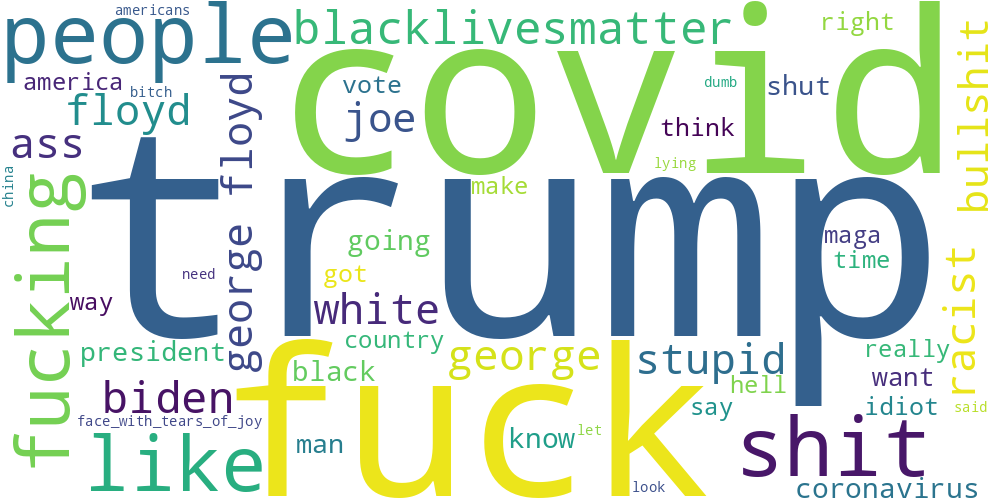 americans
people
blacklivesmatter
right
covid
america
bitch
vote
dumb
shut
floyd
joe
think
bullshit
ass
george floyd
lying
china
fucking
make
trump
going
maga
time
need
got
way
white
racist
president
country
george
stupid
really
black
hell
want
biden
fuck
say
idiot
said
face_with_tears_of_joy
like
man
know
let
shit
look
coronavirus